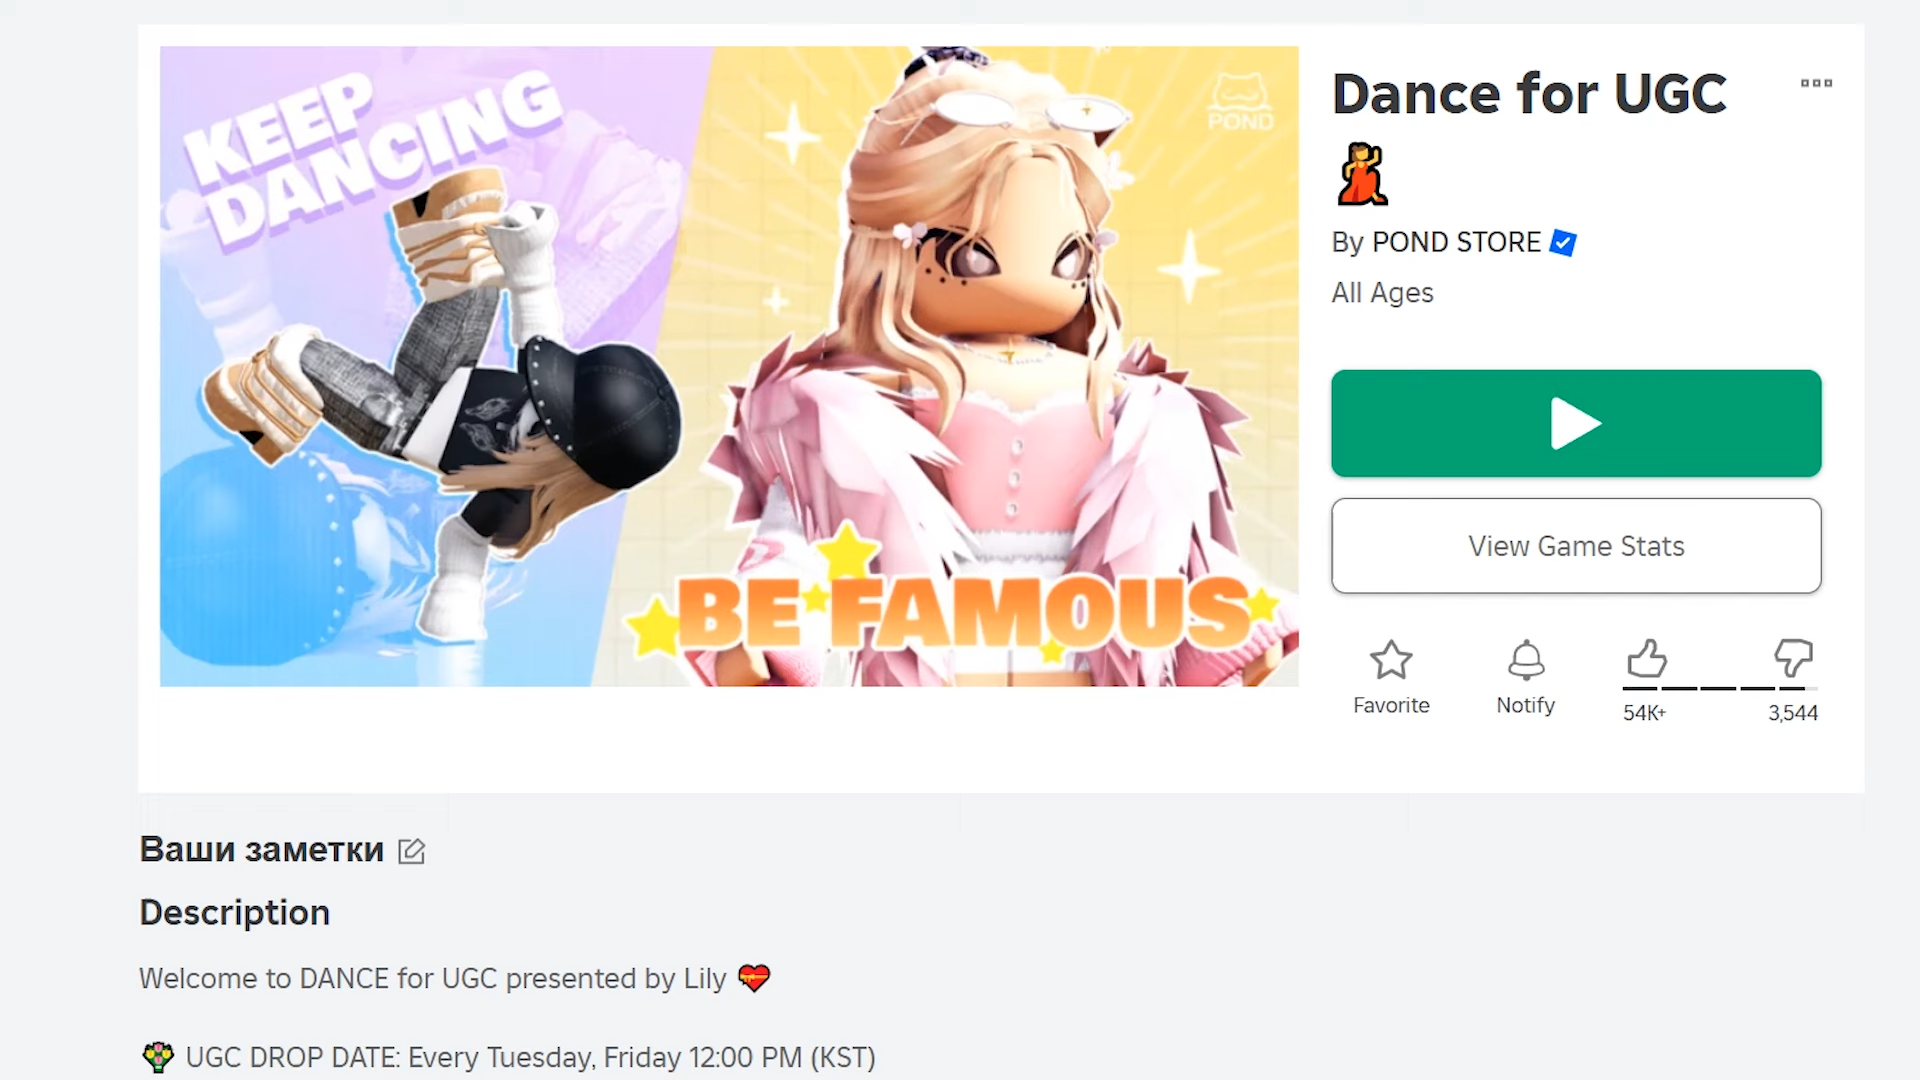 KEEP
DANCING
POND
BE FAMOUS
Dance for UGC
By POND STORE
All Ages
View Game Stats
Favorite
Notify
54K+
3,544
Ваши заметки
Description
Welcome to DANCE for UGC presented by Lily
UGC DROP DATE: Every Tuesday, Friday 12:00 PM (KST)